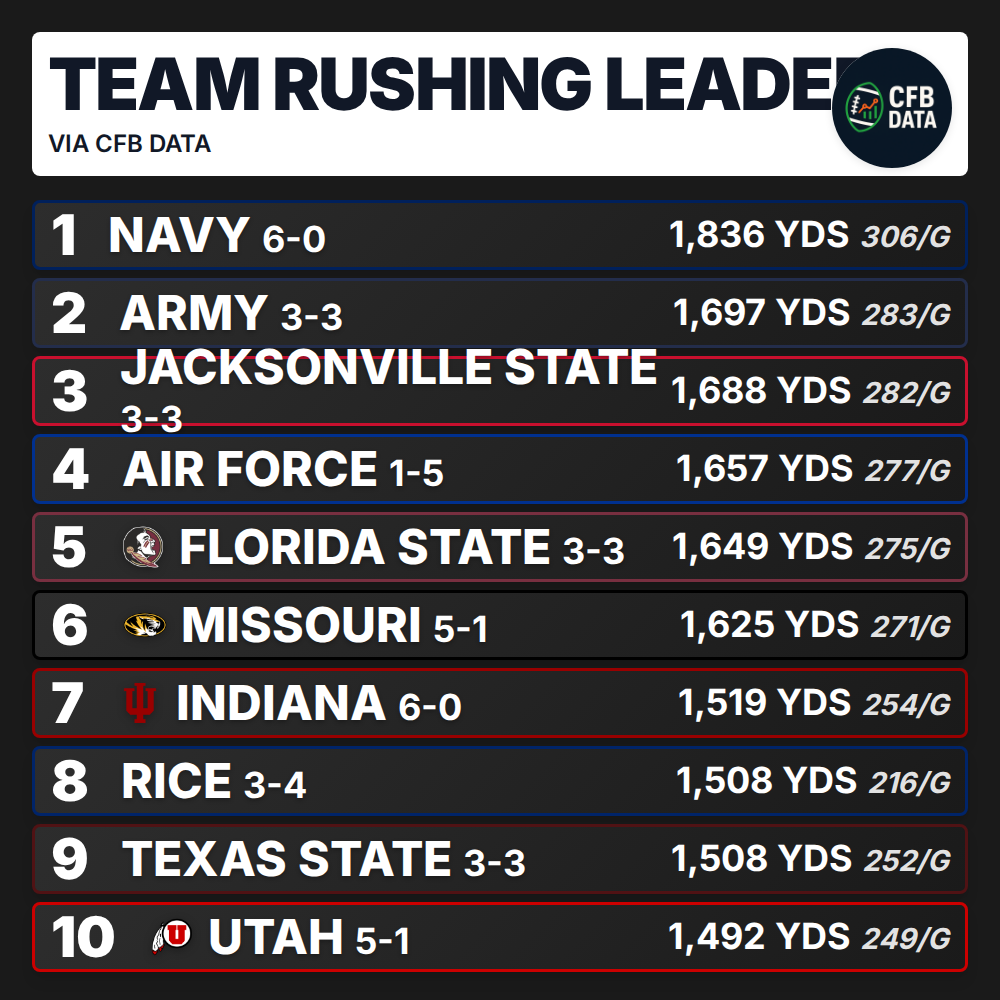 TEAM RUSHING LEADE
CFB
DATA
VIA CFB DATA
1 NAVY 6-0 1,836 YDS 306/G
2 ARMY 3-3 1,697 YDS 283/G
3 JACKSONVILLE STATE 3-3 1,688 YDS 282/G
4 AIR FORCE 1-5 1,657 YDS 277/G
5 FLORIDA STATE 3-3 1,649 YDS 275/G
6 MISSOURI 5-1 1,625 YDS 271/G
7 INDIANA 6-0 1,519 YDS 254/G
8 RICE 3-4 1,508 YDS 216/G
9 TEXAS STATE 3-3 1,508 YDS 252/G
10 UTAH 5-1 1,492 YDS 249/G